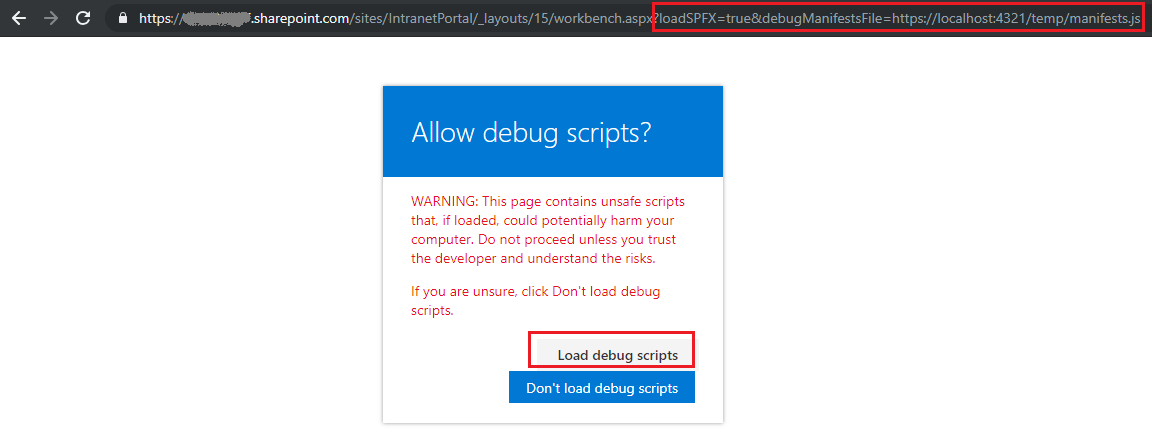 https://.sharepoint.com/sites/IntranetPortal/_layouts/15/workbench.aspx?loadSPFX=true&debugManifestsFile=https://localhost:4321/temp/manifests.js
Allow debug scripts?
WARNING: This page contains unsafe scripts
that, if loaded, could potentially harm your
computer. Do not proceed unless you trust
the developer and understand the risks.
If you are unsure, click Don't load debug
scripts.
Load debug scripts
Don't load debug scripts